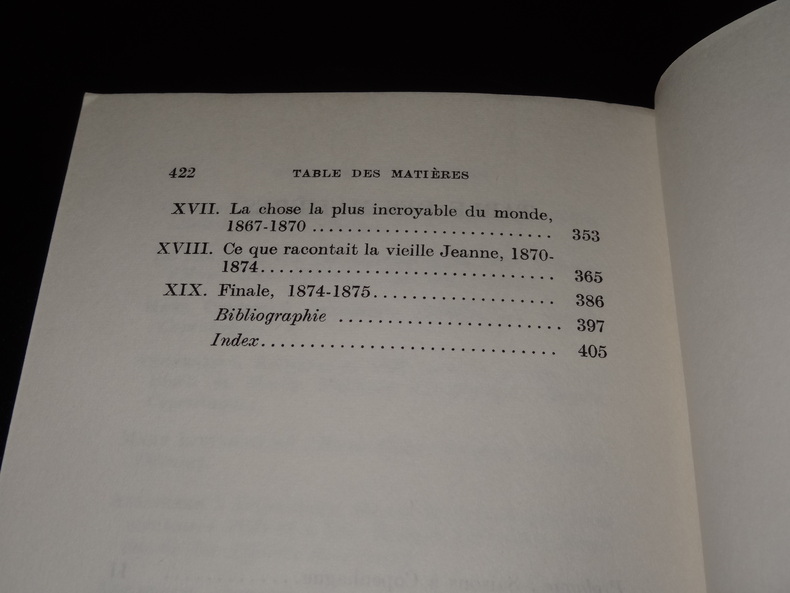 422 TABLE DES MATIÈRES
XVII. La chose la plus incroyable du monde,
1867-1870 .......................... 353
XVIII. Ce que racontait la vieille Jeanne, 1870-
1874................................ 365
XIX. Finale, 1874-1875.................... 386
Bibliographie ........................ 397
Index................................ 405